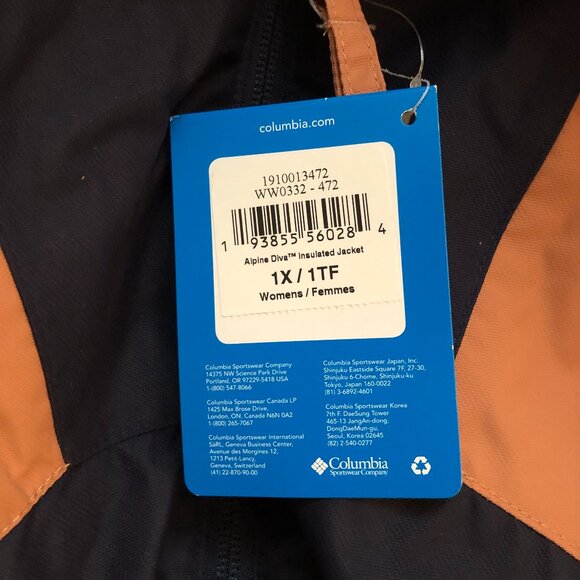 columbia.com
1910013472
WW0332 - 472
1 93855 56028 4
Alpine Diva™ Insulated Jacket
1X / 1TF
Womens / Femmes
Columbia Sportswear Company
14375 NW Science Park Drive
Portland, OR 97229-5418 USA
1-(800) 547-8066
Columbia Sportswear Canada LP
1425 Max Brose Drive,
London, ON, Canada N6N 0A2
1-(800) 265-7067
Columbia Sportswear International
SàRL, Geneva Business Center,
Avenue des Morgines 12,
1213 Petit-Lancy,
Geneva, Switzerland
(41) 22-870-90-00
Columbia Sportswear Japan, Inc.
Shinjuku Eastside Square 7F, 27-30,
Shinjuku 6-Chome, Shinjuku-ku
Tokyo, Japan 160-0022
(81) 3-6892-4601
Columbia Sportswear Korea
7th F. DaeSung Tower
465-13 JangAn-dong,
DongDaeMun-gu,
Seoul, Korea 02645
(82) 2-540-0277
Columbia
Sportswear Company